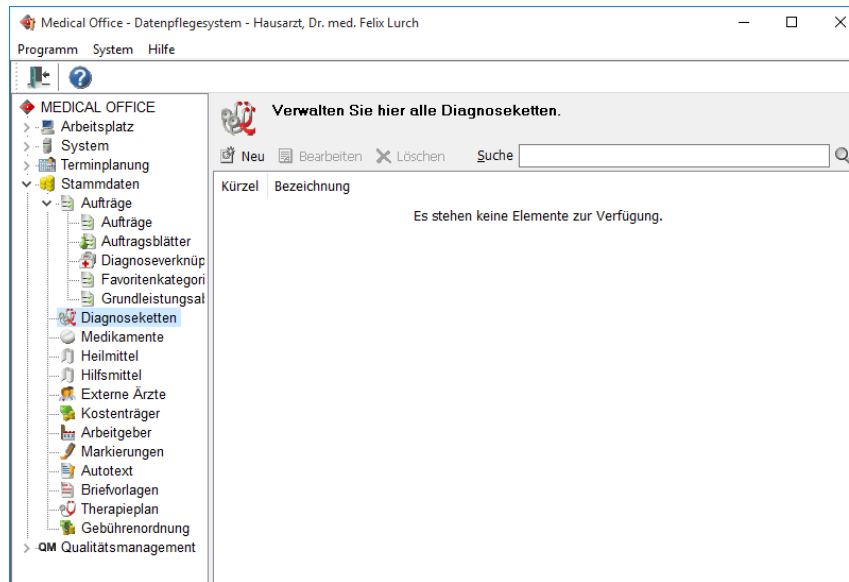 Medical Office - Datenpflegesystem - Hausarzt, Dr. med. Felix Lurch
Programm System Hilfe
MEDICAL OFFICE
Arbeitsplatz
System
Terminplanung
Stammdaten
Aufträge
Aufträge
Auftragsblätter
Diagnoseverknüp
Favoritenkategori
Grundleistungsal
Diagnoseketten
Medikamente
Heilmittel
Hilfsmittel
Externe Ärzte
Kostenträger
Arbeitgeber
Markierungen
Autotext
Briefvorlagen
Therapieplan
Gebührenordnung
QM Qualitätsmanagement
Verwalten Sie hier alle Diagnoseketten.
Neu Bearbeiten Löschen Suche
Kürzel Bezeichnung
Es stehen keine Elemente zur Verfügung.